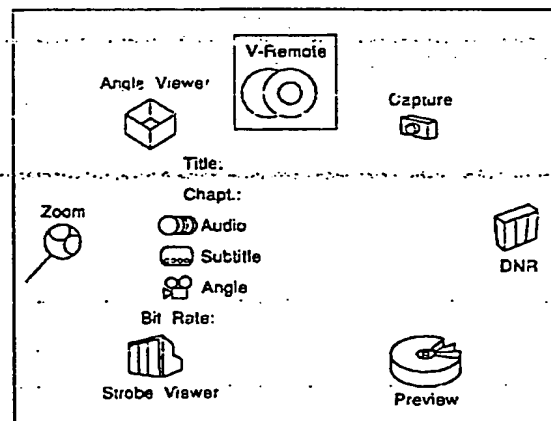 V-Remote
Angle Viewer
Capture
Title:
Chapt.:
Zoom
Audio
Subtitle
DNR
Angle
Bit Rate:
Strobe Viewer
Preview